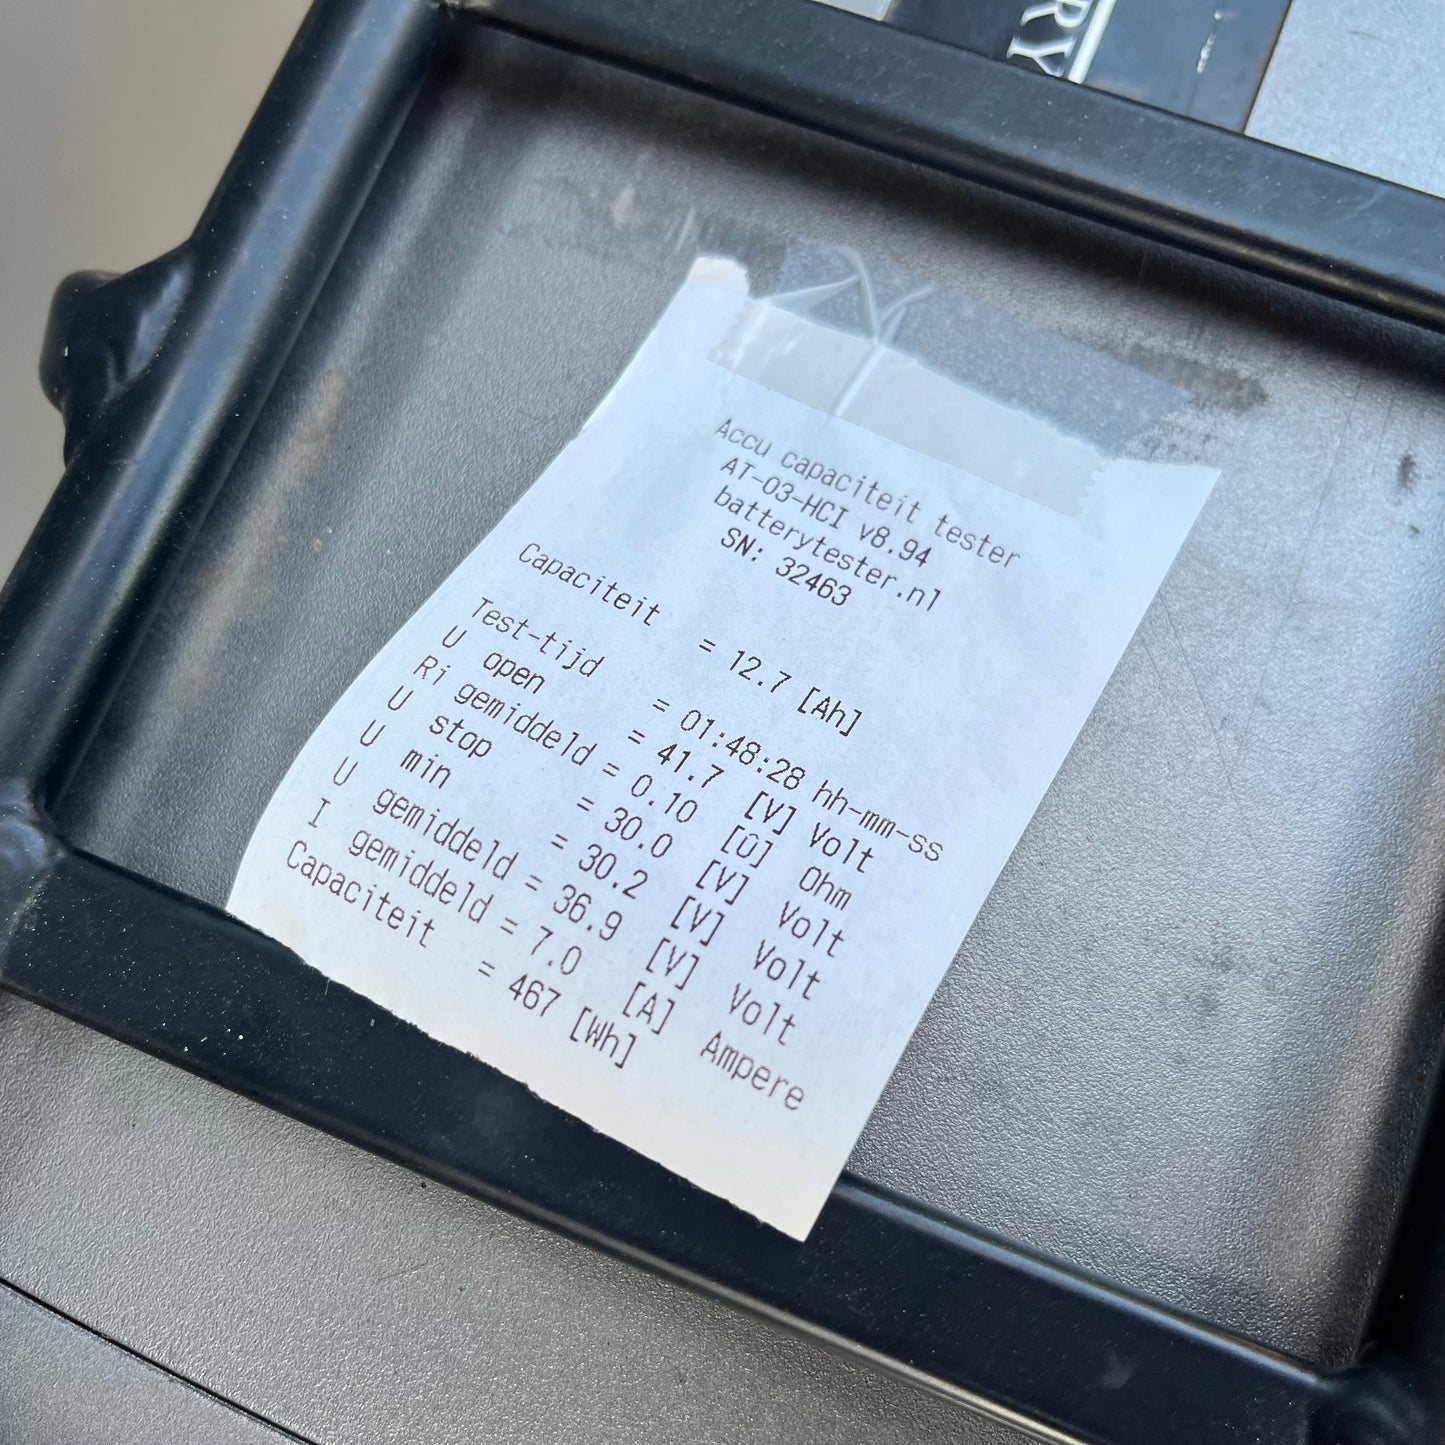 RY
Accu capaciteit tester
AT-03-HCI v8.94
batterytester.nl
SN: 32463
Capaciteit = 12.7 [Ah]
Test-tijd = 01:48:28 hh-mm-ss
U open = 41.7 [V] Volt
Ri gemiddeld = 0.10 [û] Ohm
U stop = 30.0 [V] Volt
U min = 30.2 [V] Volt
U gemiddeld = 36.9 [V] Volt
I gemiddeld = 7.0 [A] Ampere
Capaciteit = 467 [Wh]